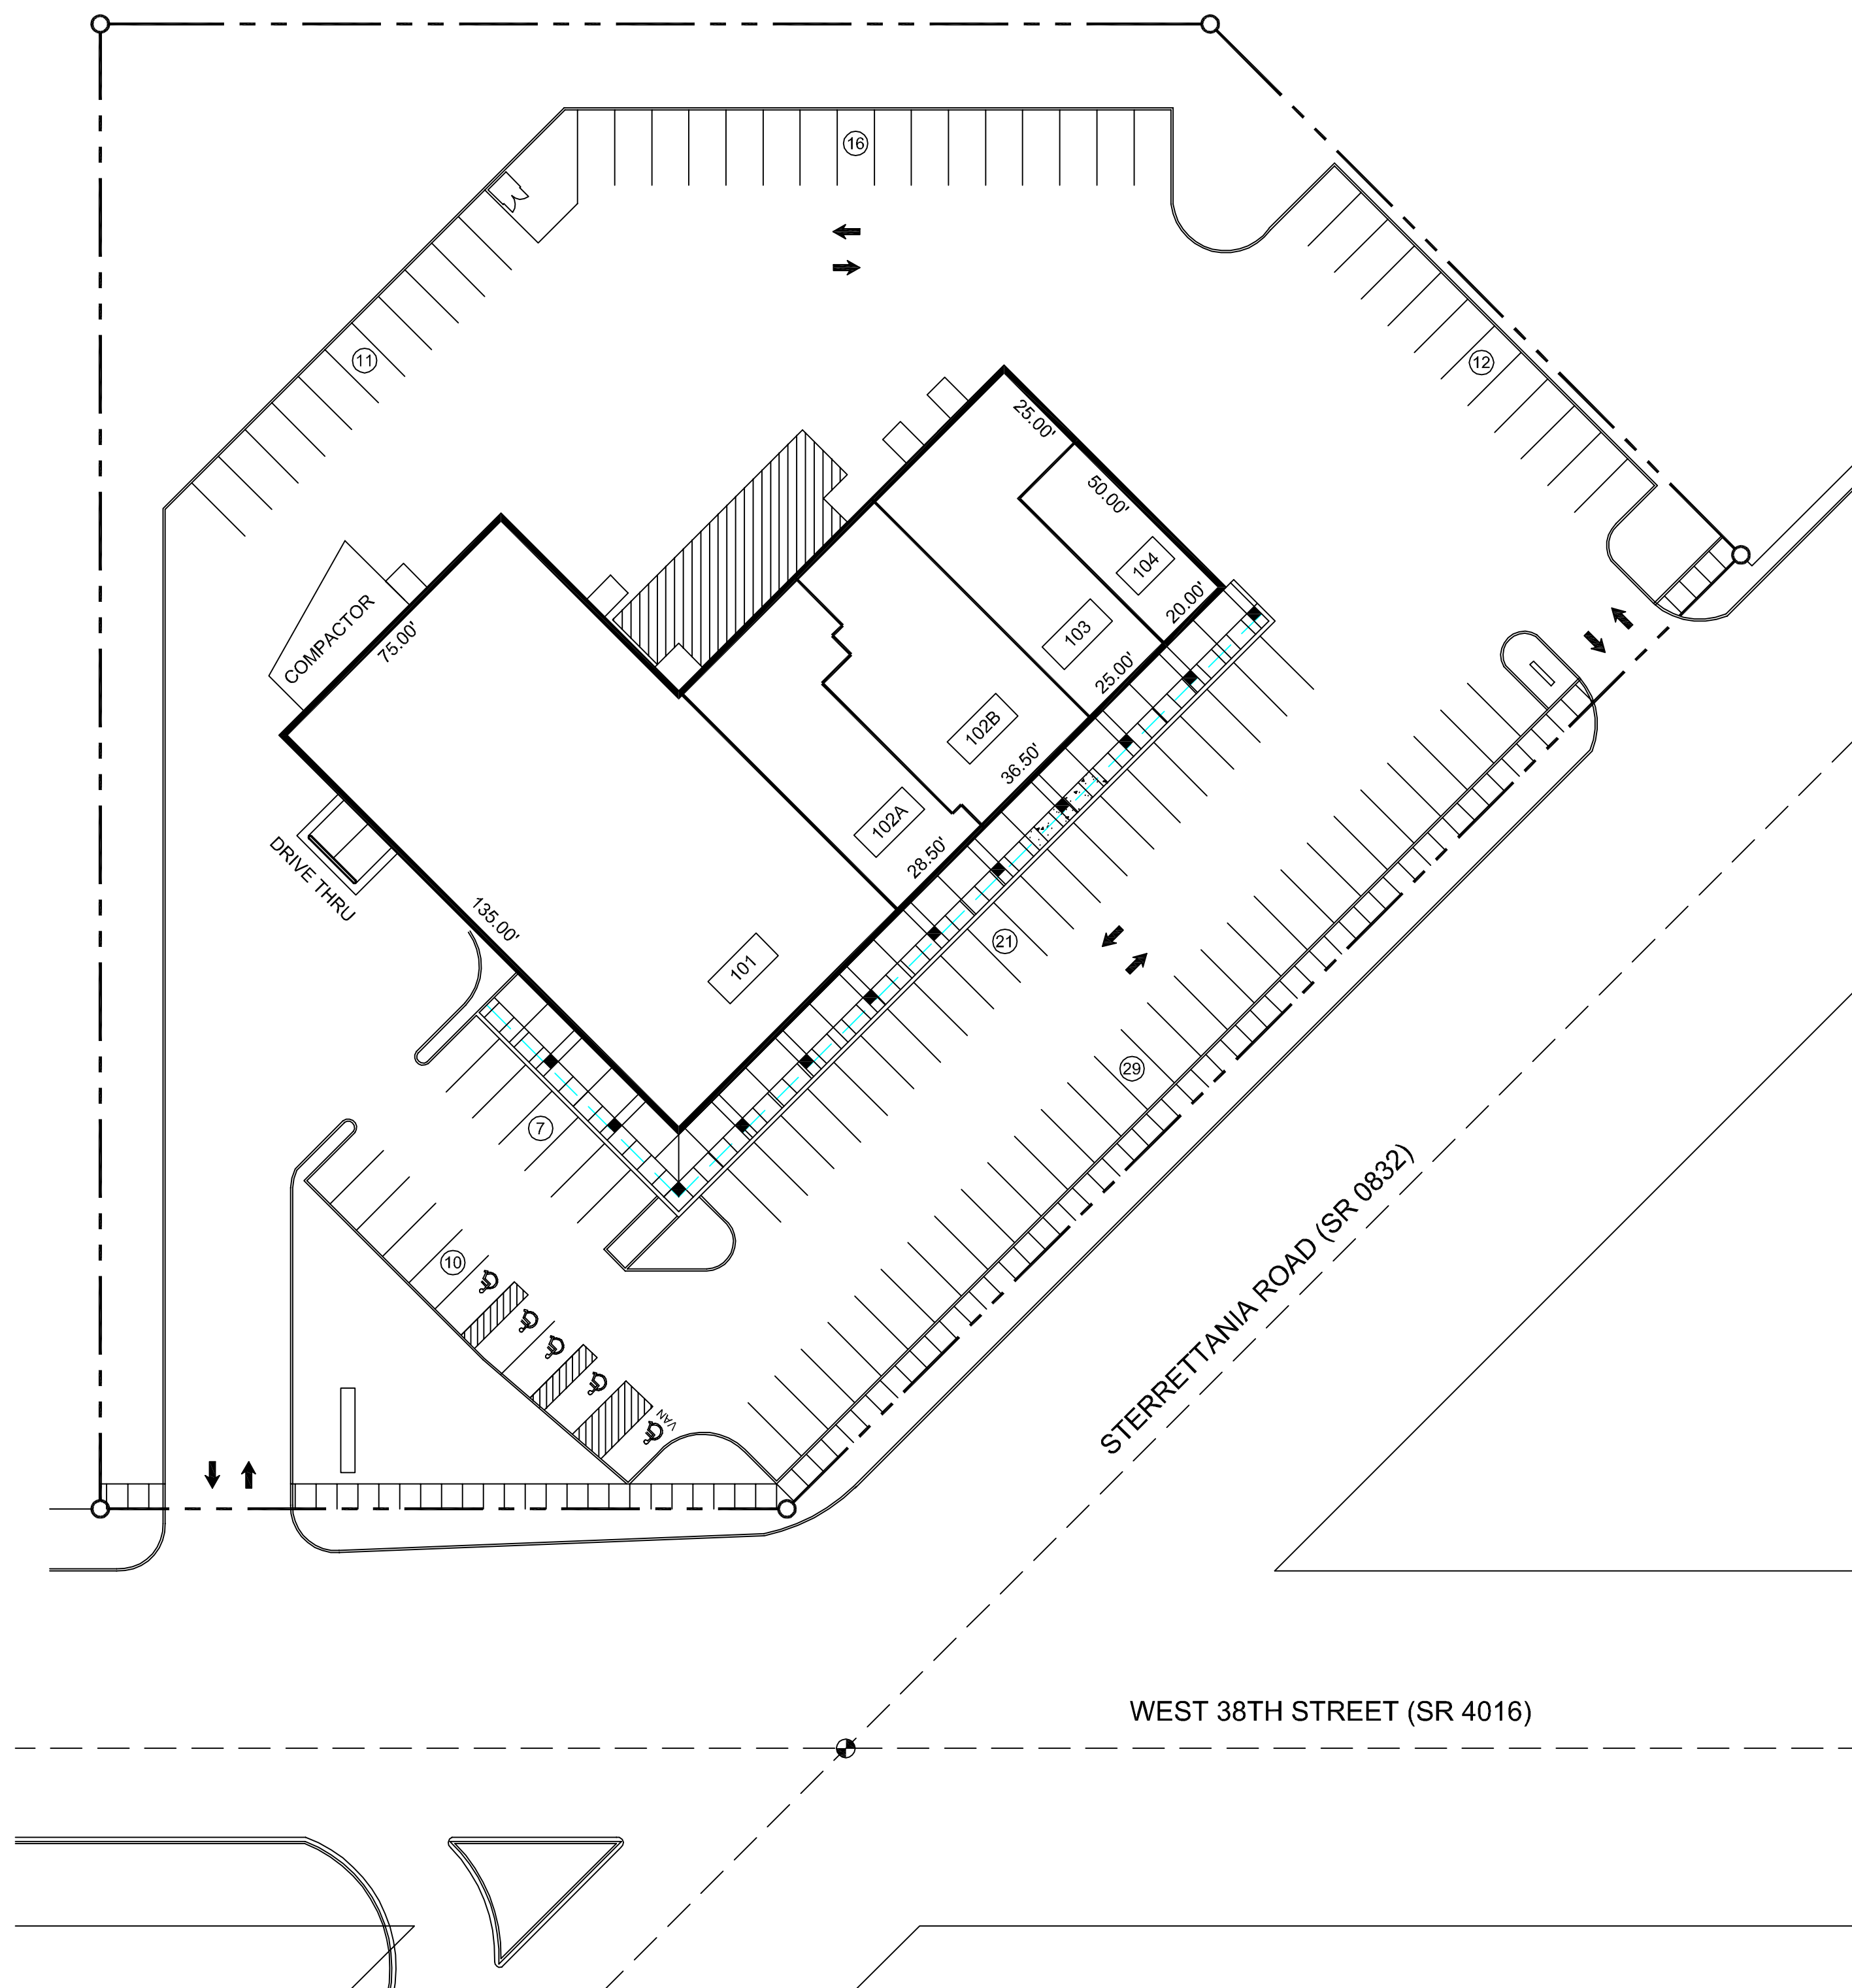 16
11
12
25.00'
50.00'
104
20.00'
COMPACTOR
75.00'
103
25.00'
102B
36.50'
102A
28.50'
DRIVE THRU
135.00'
101
21
29
7
10
VAN
STERRETTANIA ROAD (SR 0832)
WEST 38TH STREET (SR 4016)